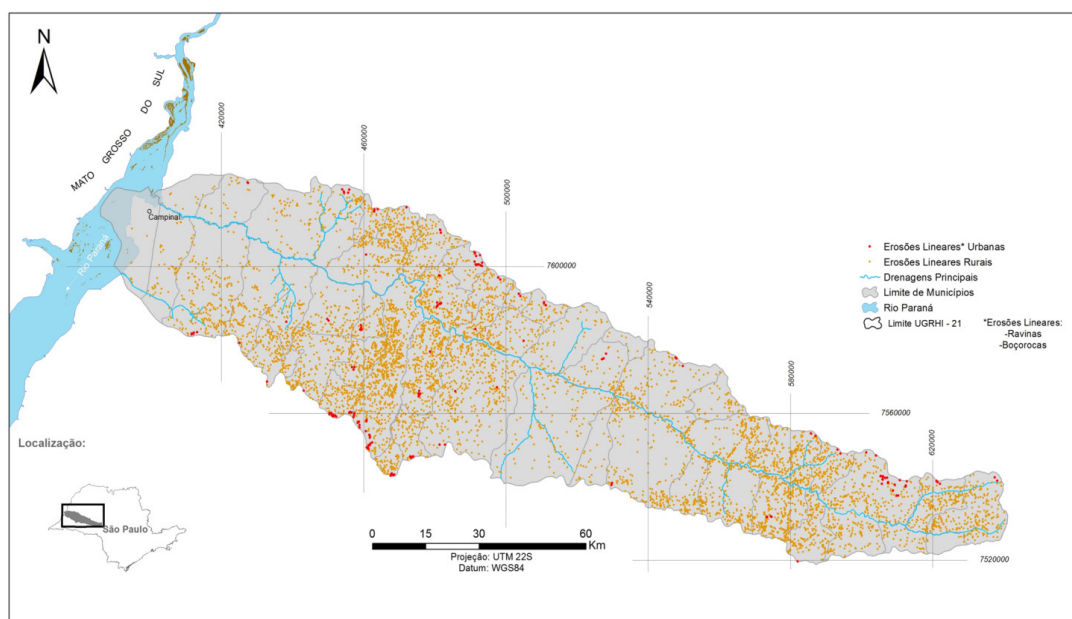 N
MATO GROSSO DO SUL
420000
460000
500000
Campinal
Rio Paraná
7600000
540000
580000
7560000
620000
7520000
Erosões Lineares* Urbanas
Erosões Lineares Rurais
Drenagens Principais
Limite de Municípios
Rio Paraná
Limite UGRHI - 21
*Erosões Lineares:
-Ravinas
-Boçorocas
Localização:
São Paulo
0 15 30 60
Km
Projeção: UTM 22S
Datum: WGS84